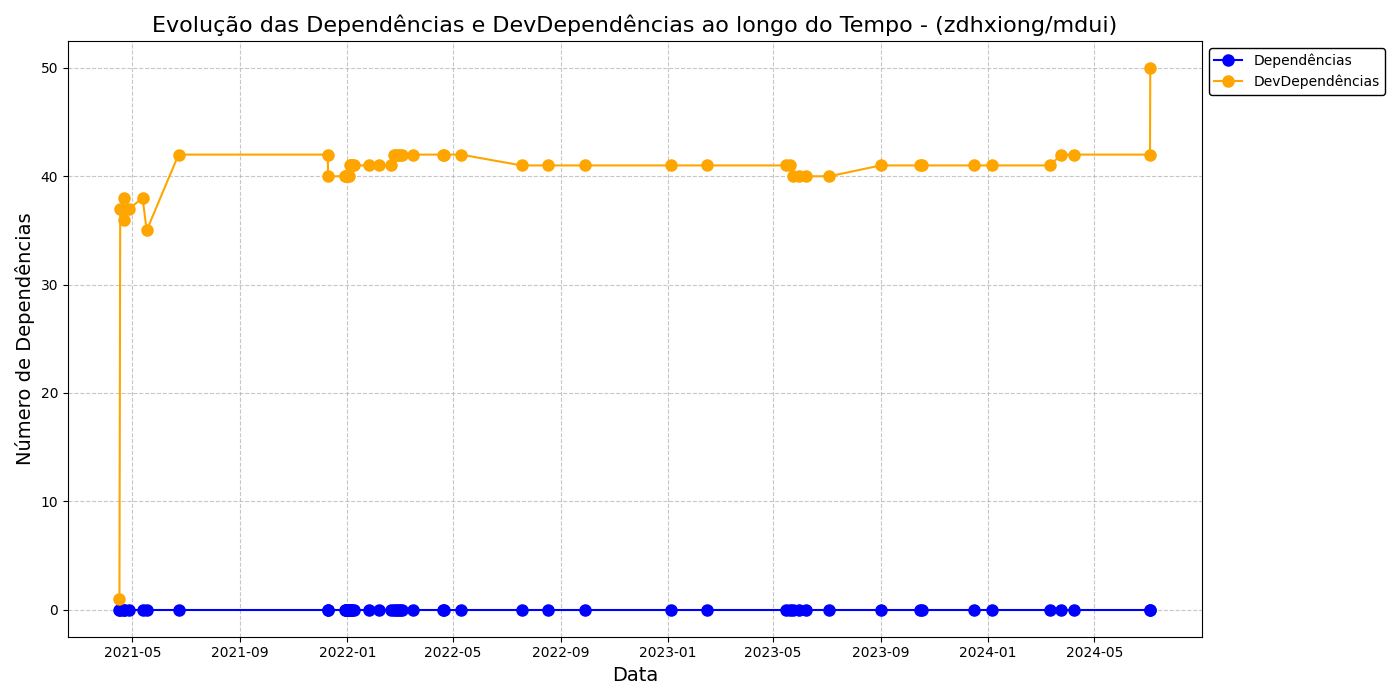 Evolução das Dependências e DevDependências ao longo do Tempo - (zdhxiong/mdui)
Dependências
DevDependências
Número de Dependências
50
40
30
20
10
0
2021-05 2021-09 2022-01 2022-05 2022-09 2023-01 2023-05 2023-09 2024-01 2024-05
Data